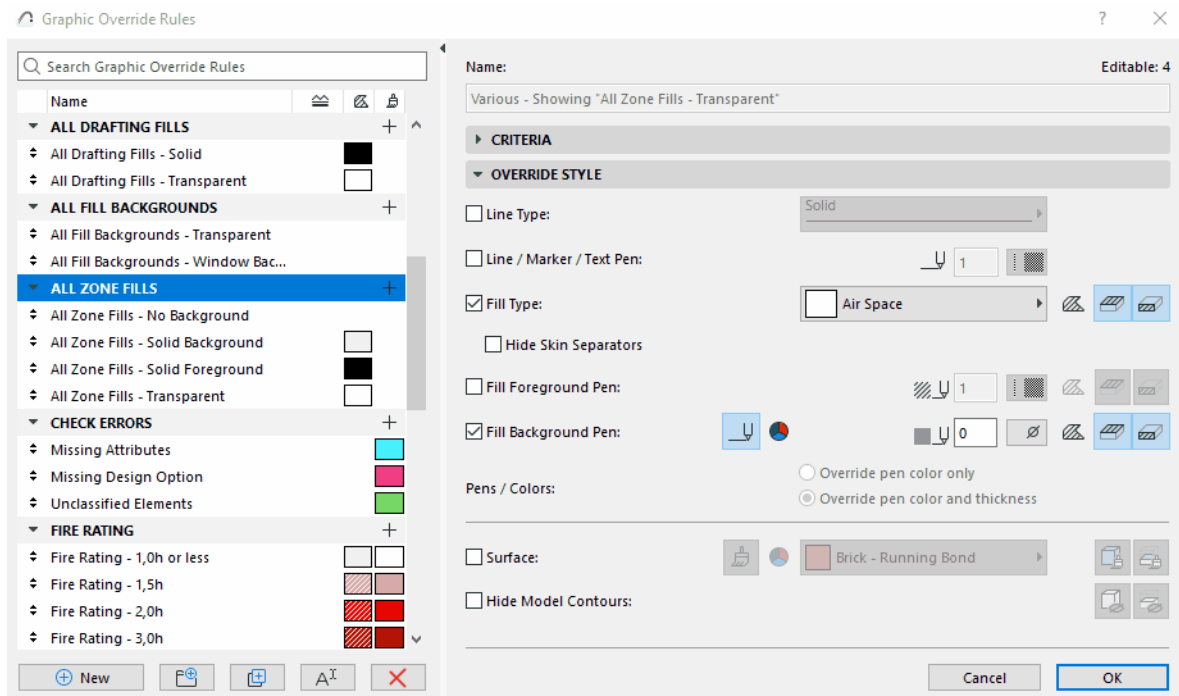 Graphic Override Rules
?
Search Graphic Override Rules
Name
ALL DRAFTING FILLS
All Drafting Fills - Solid
All Drafting Fills - Transparent
ALL FILL BACKGROUNDS
All Fill Backgrounds - Transparent
All Fill Backgrounds - Window Bac...
ALL ZONE FILLS
All Zone Fills - No Background
All Zone Fills - Solid Background
All Zone Fills - Solid Foreground
All Zone Fills - Transparent
CHECK ERRORS
Missing Attributes
Missing Design Option
Unclassified Elements
FIRE RATING
Fire Rating - 1,0h or less
Fire Rating - 1,5h
Fire Rating - 2,0h
Fire Rating - 3,0h
New
A
Name: Editable: 4
Various - Showing "All Zone Fills - Transparent"
CRITERIA
OVERRIDE STYLE
Line Type: Solid
Line / Marker / Text Pen: 1
Fill Type: Air Space
Hide Skin Separators
Fill Foreground Pen: 1
Fill Background Pen: 0
Override pen color only
Pens / Colors:
Override pen color and thickness
Surface: Brick - Running Bond
Hide Model Contours:
Cancel OK